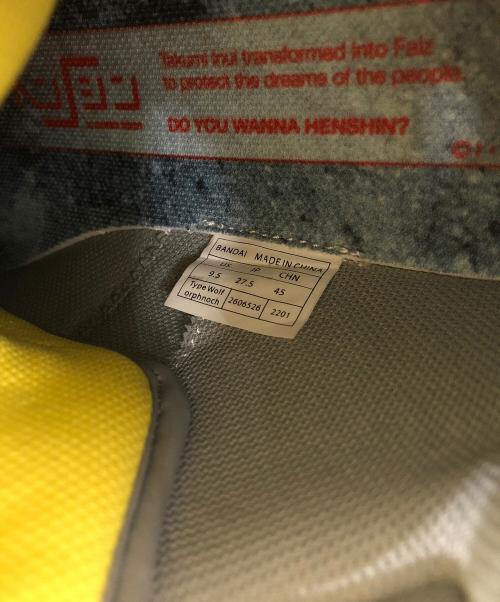 Takumi Inui transformed into Faiz
to protect the dreams of the people.
DO YOU WANNA HENSHIN?
BANDAI MADE IN CHINA
US JP CHN
9.5 27.5 45
Type Wolf
orphnoch 2606526 2201